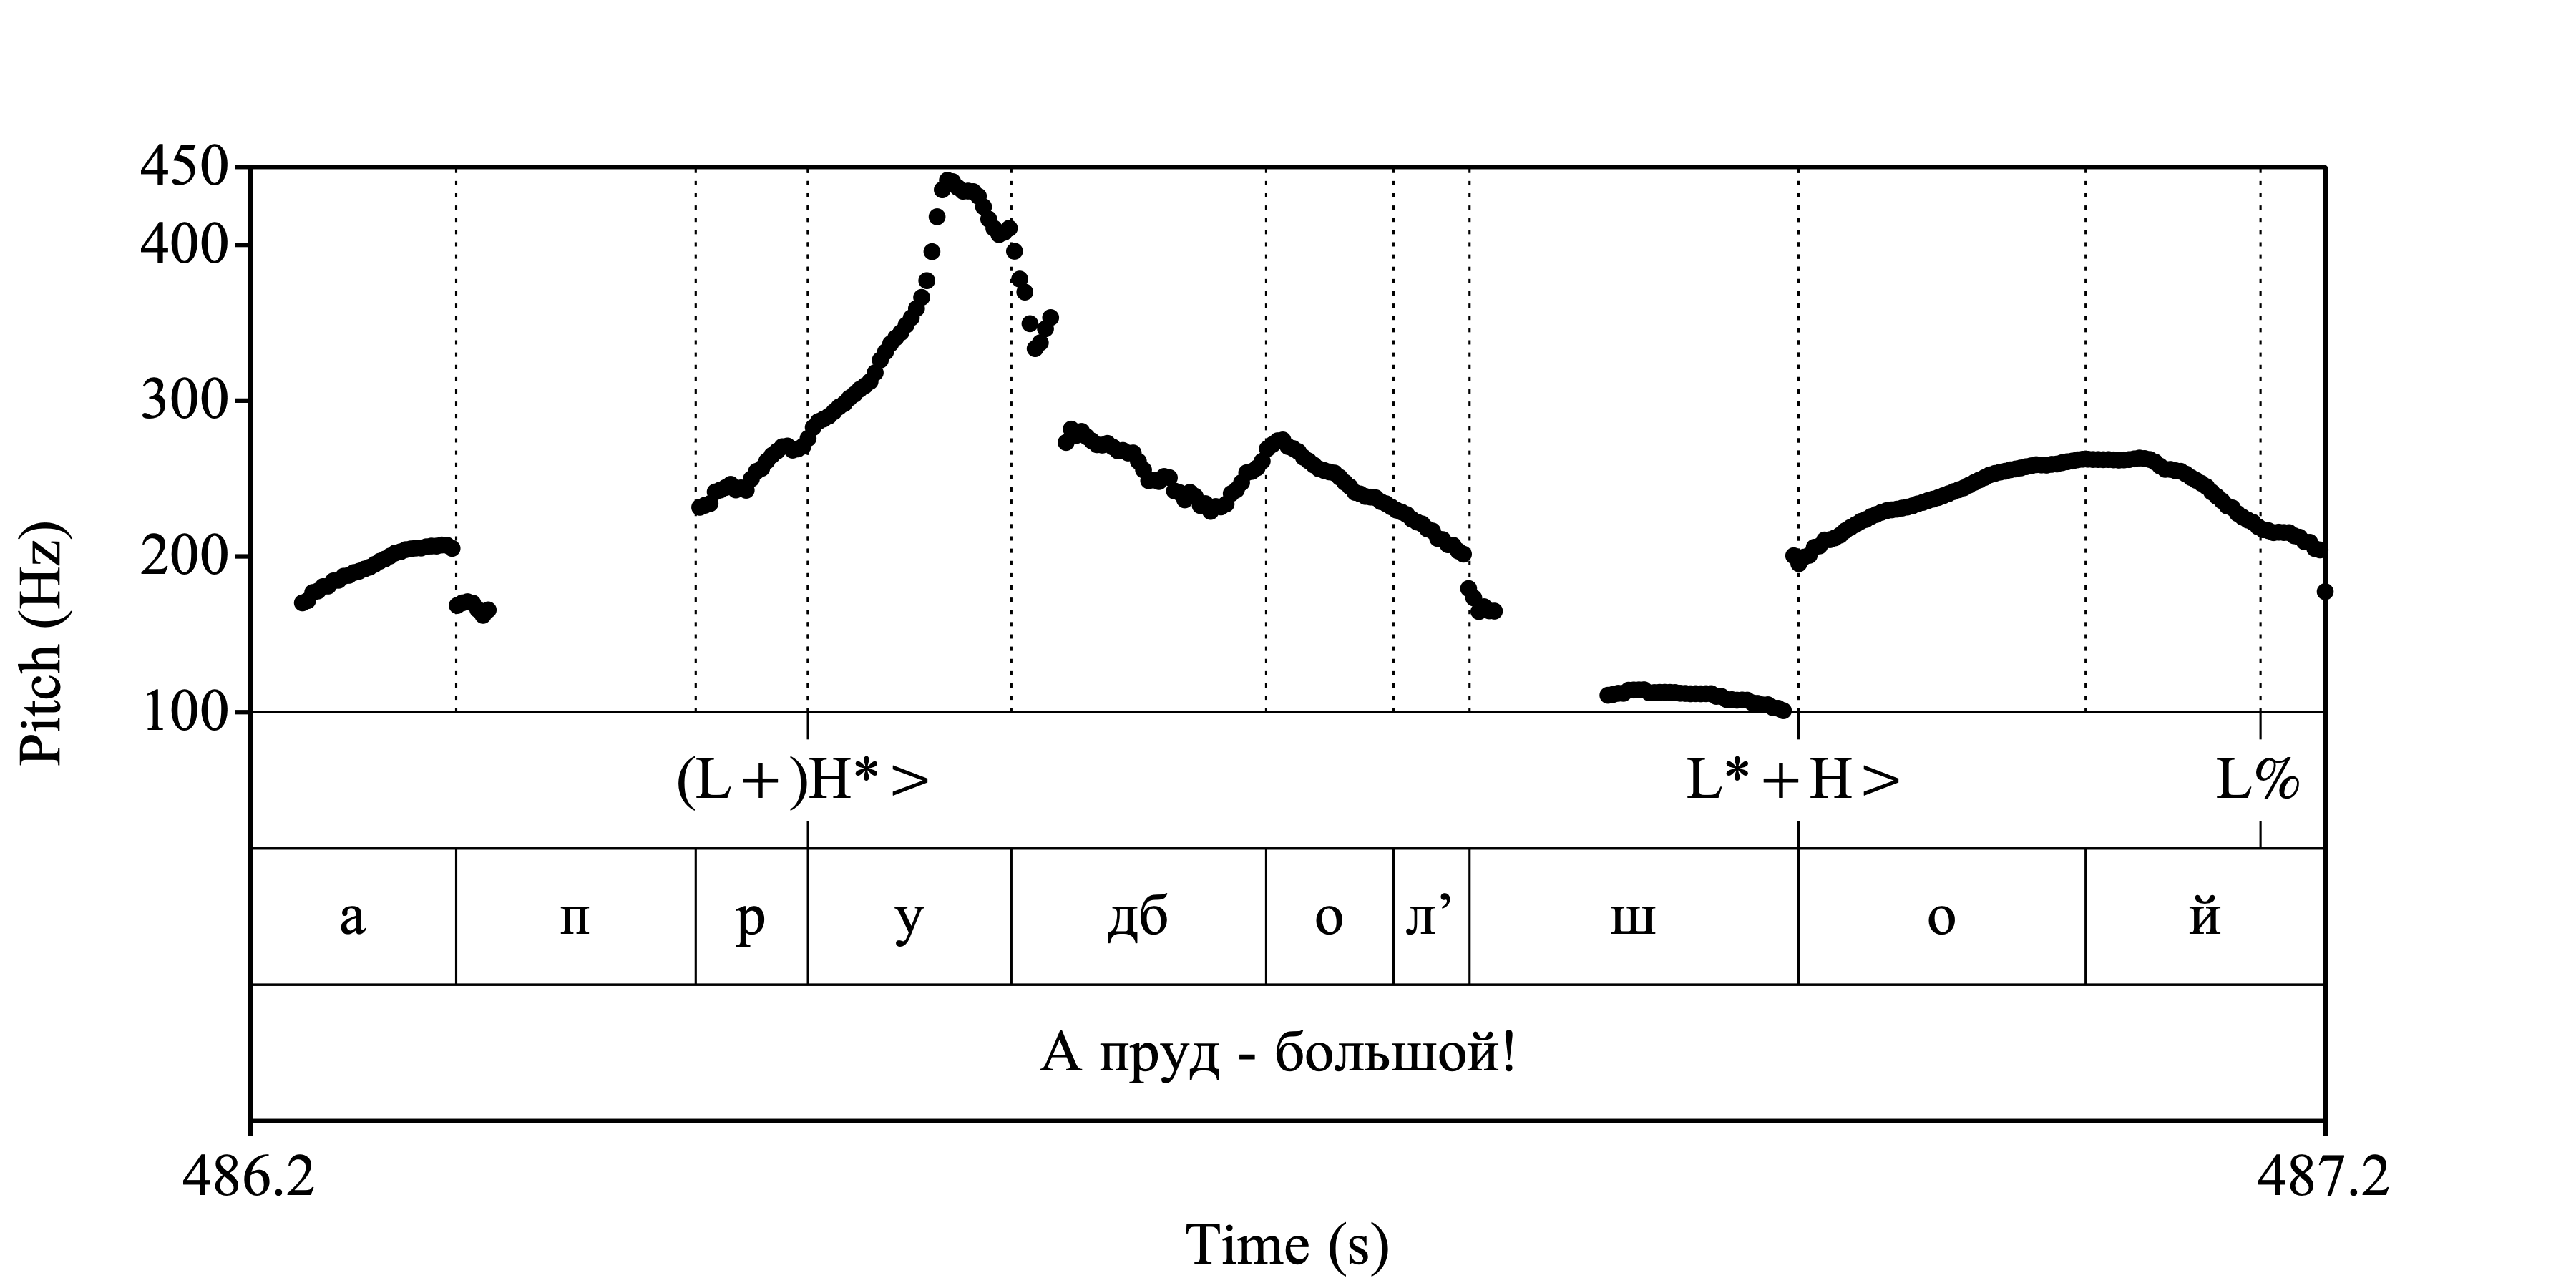 450
400
300
200
100
Pitch (Hz)
(L+)H*> L*+H> L%
а п р у дб о л’ ш о й
А пруд - большой!
486.2 487.2
Time (s)